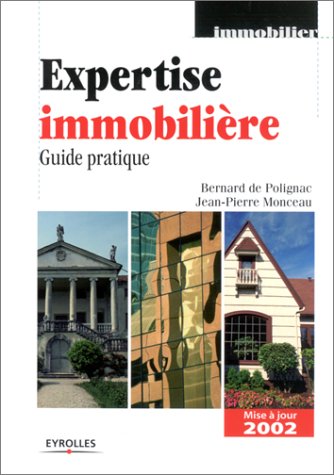 immobilier
Expertise
immobilière
Guide pratique
Bernard de Polignac
Jean-Pierre Monceau
Mise à jour
2002
EYROLLES